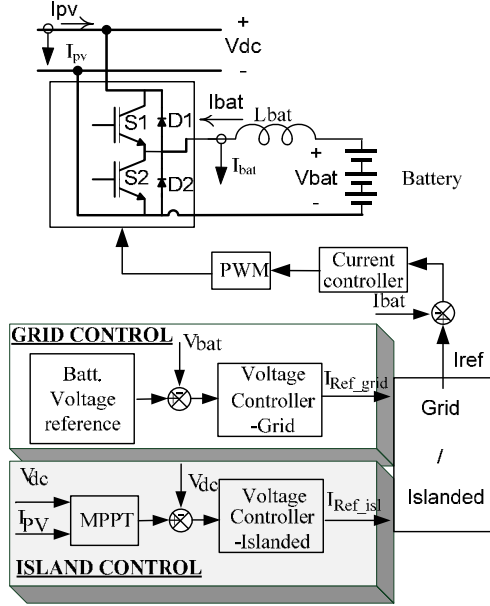 Ipv
+
Ipv
Vdc
-
Ibat
Lbat
S1
D1
Ibat
+
S2
D2
Vbat
Battery
-
PWM
Current
controller
Ibat
-
GRID CONTROL
Vbat
Iref
Batt.
Voltage
reference
-
Voltage
Controller
-Grid
IRef_grid
Grid
/
Islanded
Vdc
IPV
MPPT
Vdc
-
Voltage
Controller
-Islanded
IRef_isl
ISLAND CONTROL